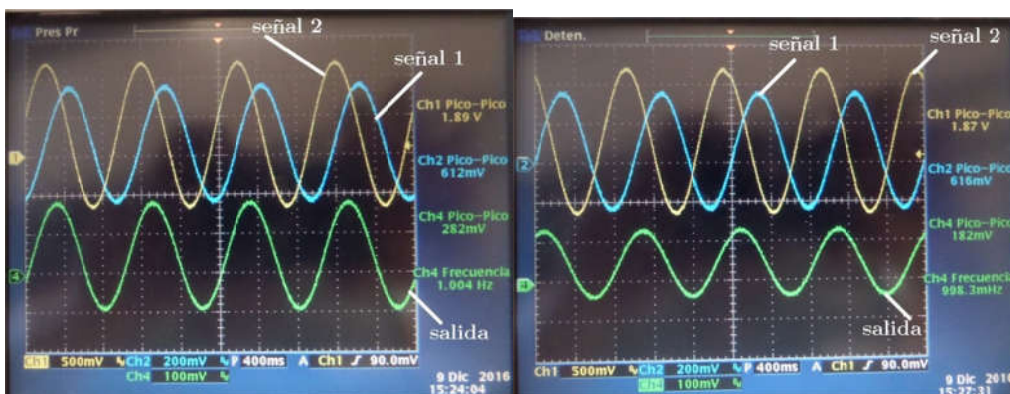 Pres Pr
señal 2
señal 1
Ch1 Pico-Pico
1.89 V
Ch2 Pico-Pico
612mV
Ch4 Pico-Pico
282mV
Ch4 Frecuencia
1.004 Hz
salida
1
4
Ch1 500mV Ch2 200mV P 400ms A Ch1 90.0mV
Ch4 100mV
9 Dic 2016
15:24:04
Deten.
señal 1
señal 2
Ch1 Pico-Pico
1.87 V
Ch2 Pico-Pico
616mV
Ch4 Pico-Pico
182mV
Ch4 Frecuencia
998.3mHz
salida
2
4
Ch1 500mV Ch2 200mV P 400ms A Ch1 90.0mV
Ch4 100mV
9 Dic 2016
15:27:31